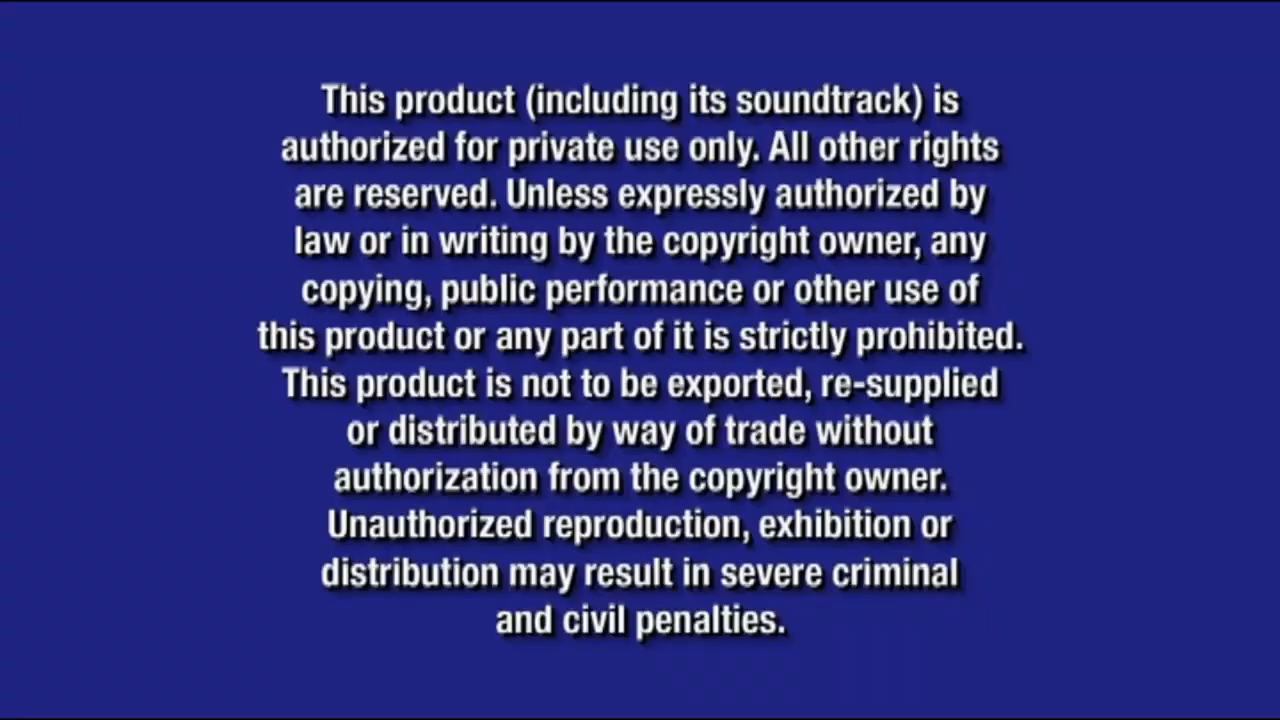 This product (including its soundtrack) is
authorized for private use only. All other rights
are reserved. Unless expressly authorized by
law or in writing by the copyright owner, any
copying, public performance or other use of
this product or any part of it is strictly prohibited.
This product is not to be exported, re-supplied
or distributed by way of trade without
authorization from the copyright owner.
Unauthorized reproduction, exhibition or
distribution may result in severe criminal
and civil penalties.